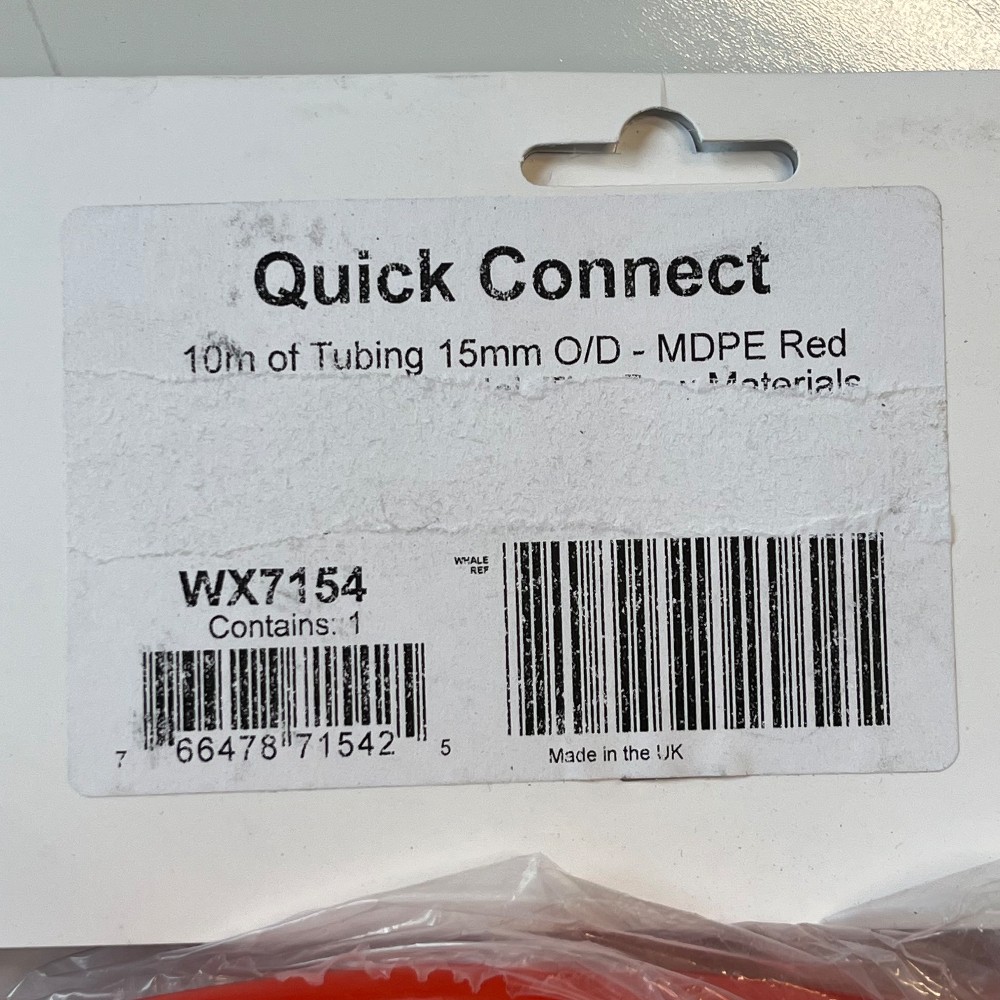 Quick Connect
10m of Tubing 15mm O/D - MDPE Red
Materials
WHALE
REF
WX7154
Contains: 1
7 66478 71542 5
Made in the UK